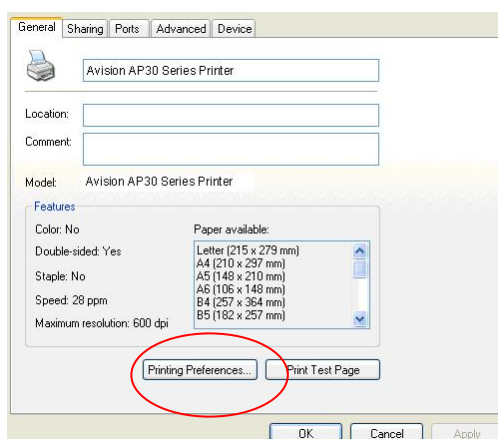 General Sharing Ports Advanced Device
Avision AP30 Series Printer
Location:
Comment:
Model: Avision AP30 Series Printer
Features
Color: No Paper available:
Double-sided: Yes Letter (215 x 279 mm)
A4 (210 x 297 mm)
Staple: No A5 (148 x 210 mm)
A6 (106 x 148 mm)
Speed: 28 ppm B4 (257 x 364 mm)
B5 (182 x 257 mm)
Maximum resolution: 600 dpi
Printing Preferences... Print Test Page
OK Cancel Apply